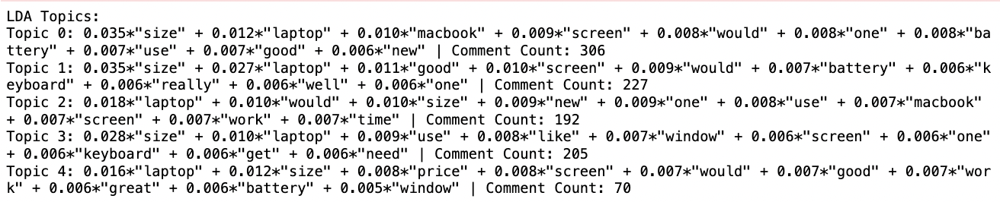 LDA Topics:
Topic 0: 0.035*"size" + 0.012*"laptop" + 0.010*"macbook" + 0.009*"screen" + 0.008*"would" + 0.008*"one" + 0.008*"ba
ttery" + 0.007*"use" + 0.007*"good" + 0.006*"new" | Comment Count: 306
Topic 1: 0.035*"size" + 0.027*"laptop" + 0.011*"good" + 0.010*"screen" + 0.009*"would" + 0.007*"battery" + 0.006*"k
eyboard" + 0.006*"really" + 0.006*"well" + 0.006*"one" | Comment Count: 227
Topic 2: 0.018*"laptop" + 0.010*"would" + 0.010*"size" + 0.009*"new" + 0.009*"one" + 0.008*"use" + 0.007*"macbook"
+ 0.007*"screen" + 0.007*"work" + 0.007*"time" | Comment Count: 192
Topic 3: 0.028*"size" + 0.010*"laptop" + 0.009*"use" + 0.008*"like" + 0.007*"window" + 0.006*"screen" + 0.006*"one"
+ 0.006*"keyboard" + 0.006*"get" + 0.006*"need" | Comment Count: 205
Topic 4: 0.016*"laptop" + 0.012*"size" + 0.008*"price" + 0.008*"screen" + 0.007*"would" + 0.007*"good" + 0.007*"wor
k" + 0.006*"great" + 0.006*"battery" + 0.005*"window" | Comment Count: 70